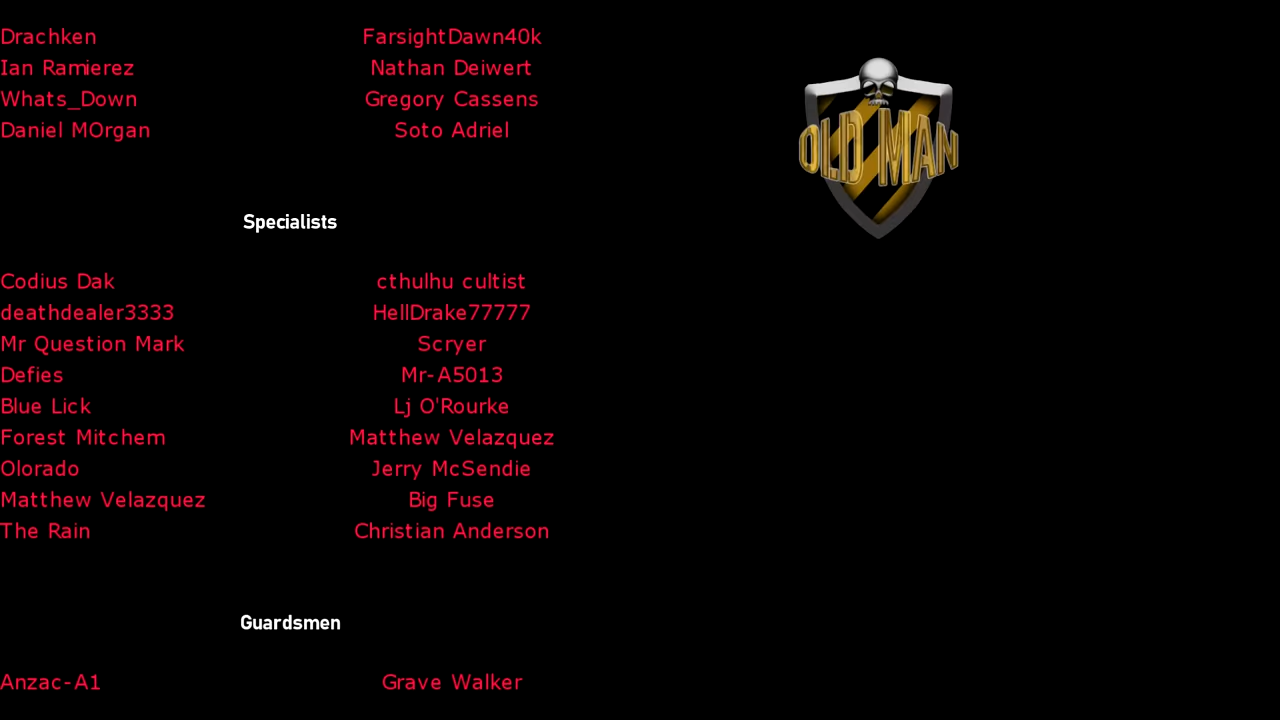 Drachken FarsightDawn40k
Ian Ramierez Nathan Deiwert
Whats_Down Gregory Cassens
Daniel MOrgan Soto Adriel
OLD MAN
Specialists
Codius Dak cthulhu cultist
deathdealer3333 HellDrake77777
Mr Question Mark Scryer
Defies Mr-A5013
Blue Lick Lj O'Rourke
Forest Mitchem Matthew Velazquez
Olorado Jerry McSendie
Matthew Velazquez Big Fuse
The Rain Christian Anderson
Guardsmen
Anzac-A1 Grave Walker